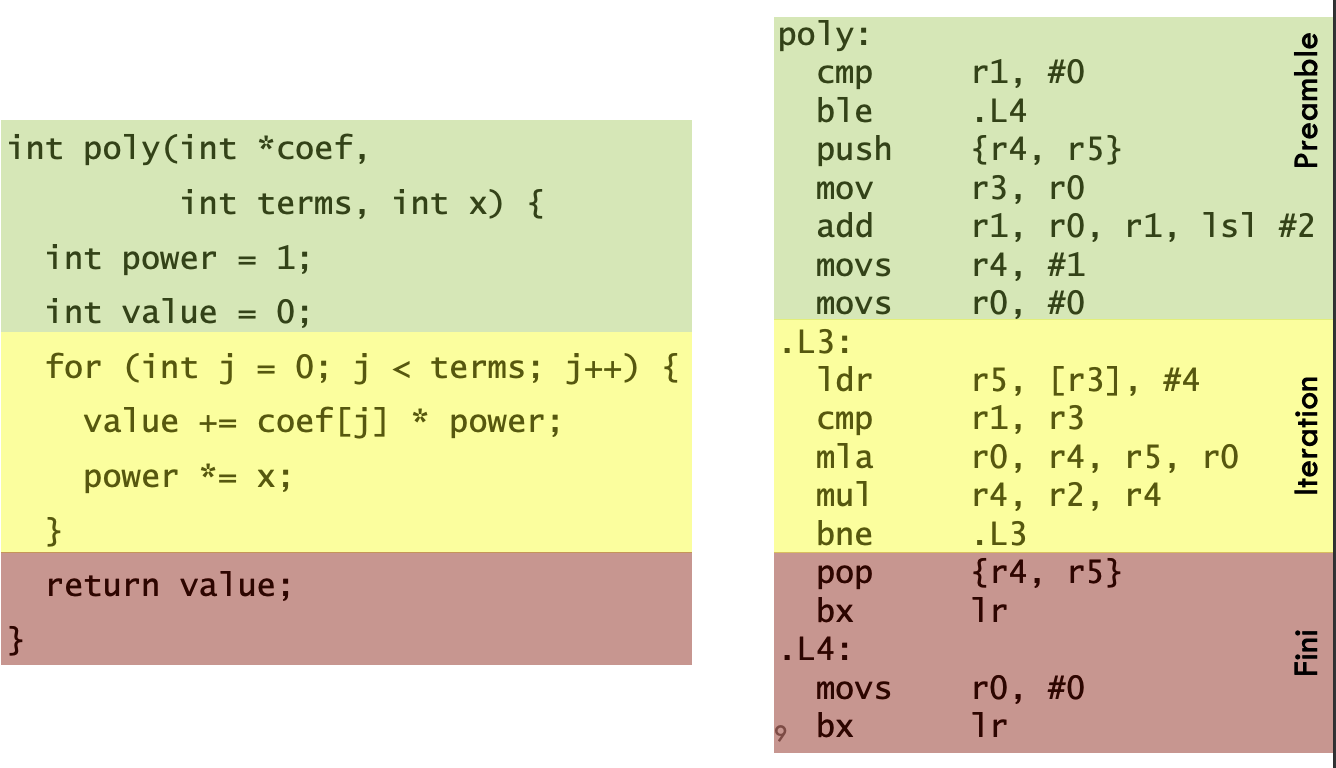 int poly(int *coef,
         int terms, int x) {
  int power = 1;
  int value = 0;
  for (int j = 0; j < terms; j++) {
    value += coef[j] * power;
    power *= x;
  }
  return value;
}
poly:
  cmp     r1, #0
  ble     .L4
  push    {r4, r5}
  mov     r3, r0
  add     r1, r0, r1, lsl #2
  movs    r4, #1
  movs    r0, #0
.L3:
  ldr     r5, [r3], #4
  cmp     r1, r3
  mla     r0, r4, r5, r0
  mul     r4, r2, r4
  bne     .L3
  pop     {r4, r5}
  bx      lr
.L4:
  movs    r0, #0
  bx      lr
Preamble
Iteration
Fini
9